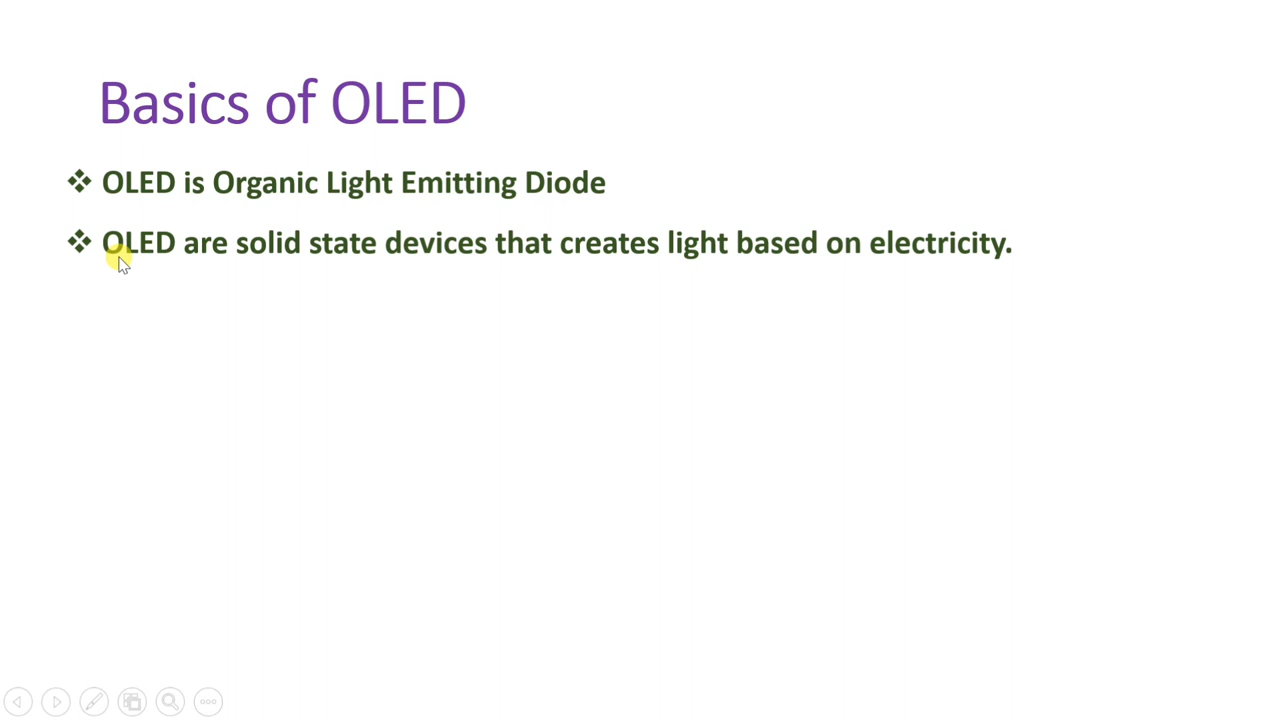 Basics of OLED
❖ OLED is Organic Light Emitting Diode
❖ OLED are solid state devices that creates light based on electricity.